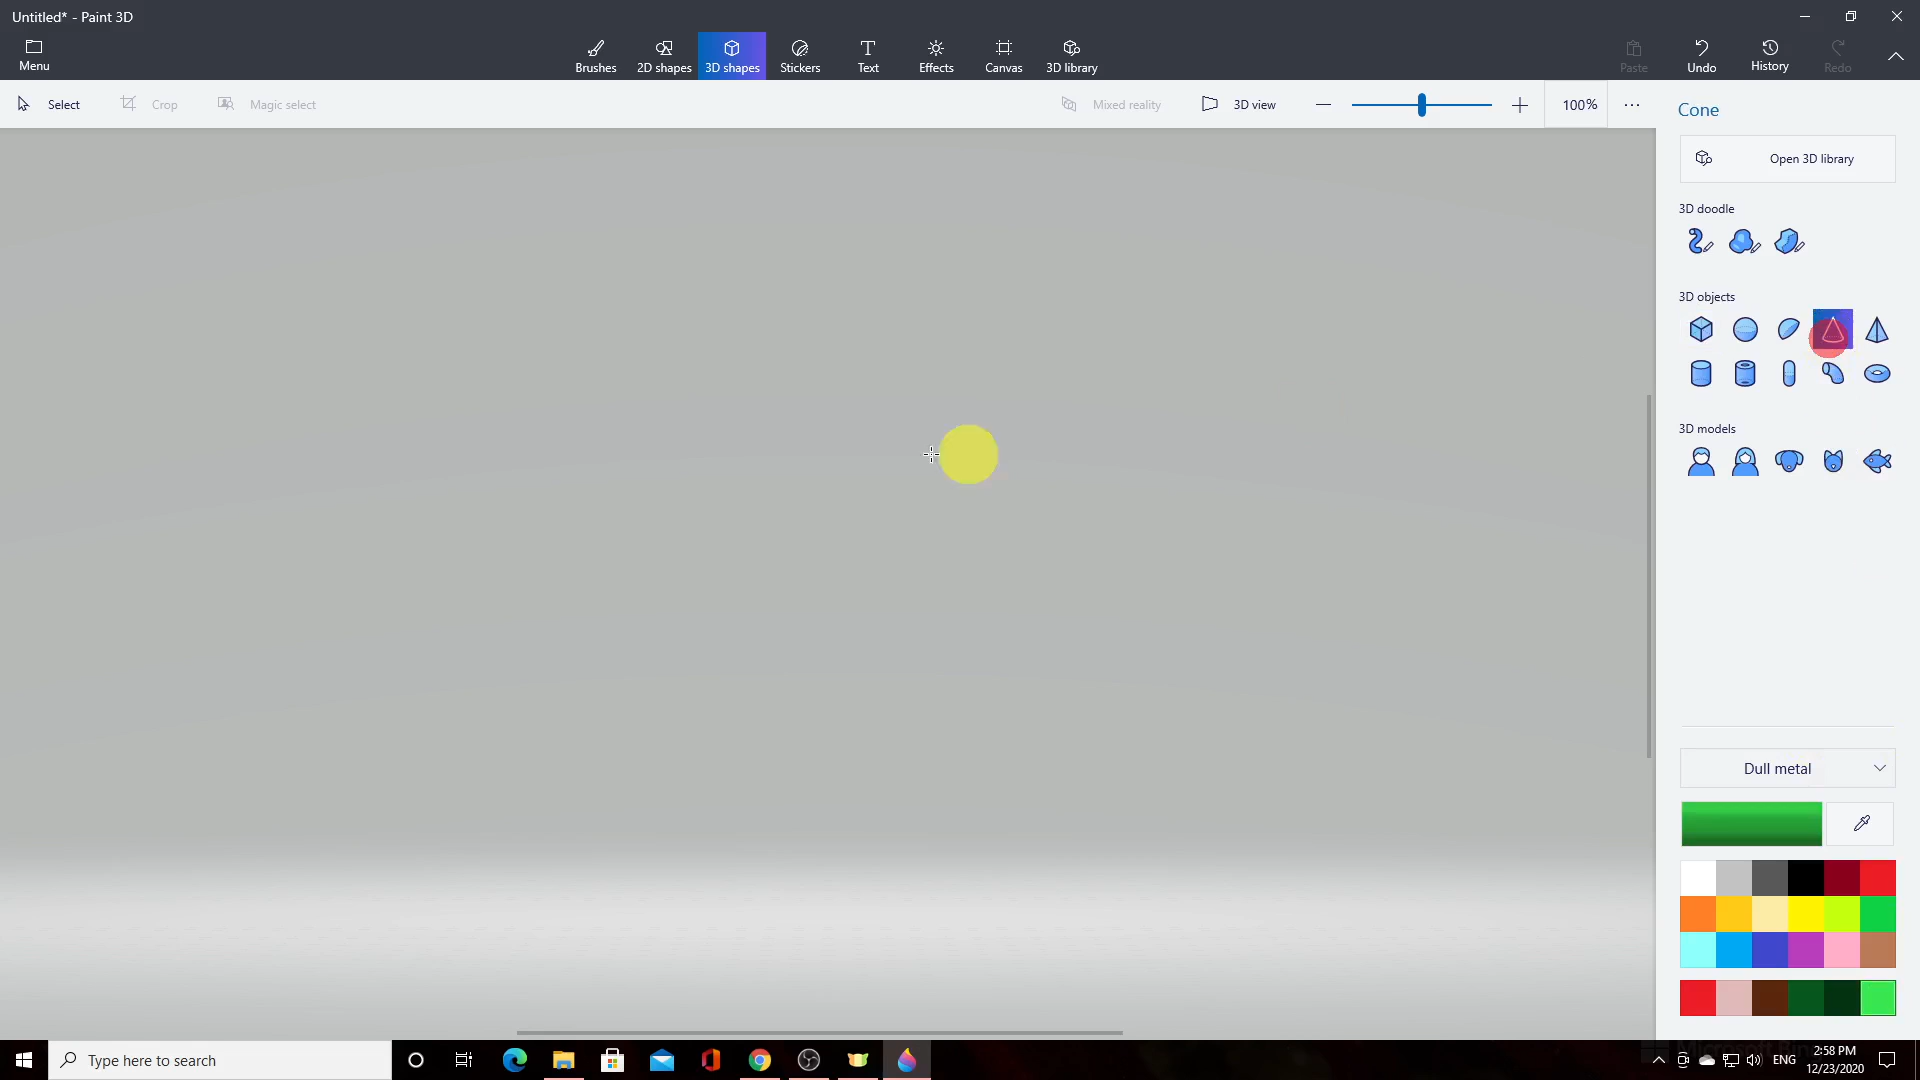 Untitled* - Paint 3D
Menu
Brushes
2D shapes
3D shapes
Stickers
Text
Effects
Canvas
3D library
Paste
Undo
History
Redo
Select
Crop
Magic select
Mixed reality
3D view
100%
Cone
Open 3D library
3D doodle
3D objects
3D models
Dull metal
Type here to search
Microsoft Bing
ENG
2:58 PM
12/23/2020